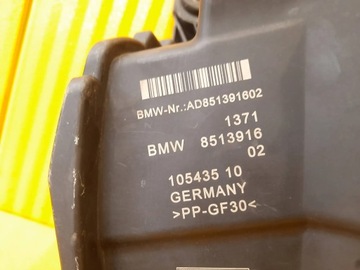 BMW-Nr.:AD851391602
1371
BMW 8513916
02
105435 10
GERMANY
>PP-GF30<